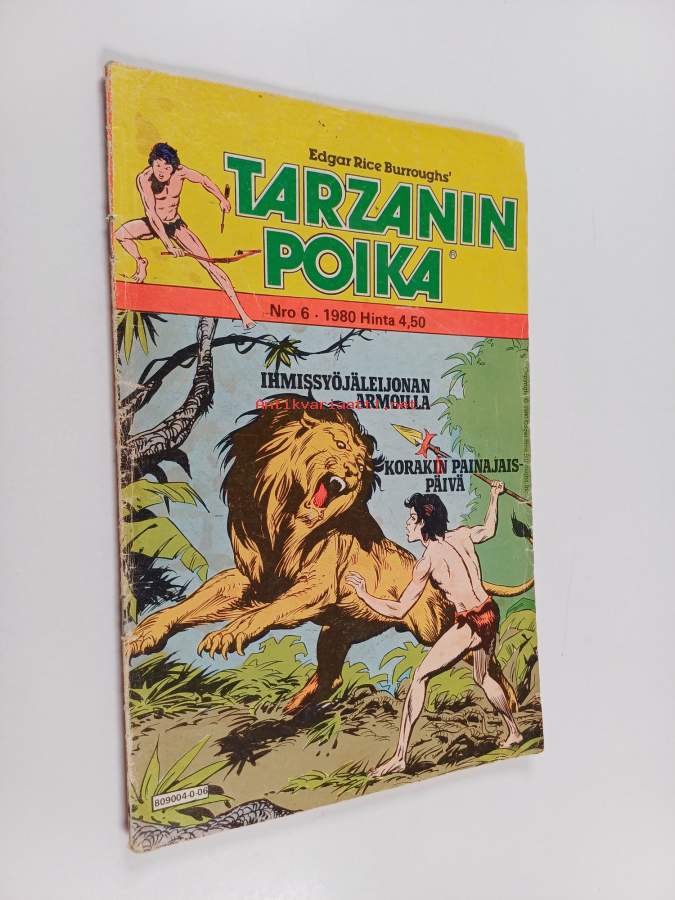 Edgar Rice Burroughs'
TARZANIN
POIKA®
D
Nro 6 · 1980 Hinta 4,50
IHMISSYÖJÄLEIJONAN
ARMOILLA
Antikvariaatti.net
KORAKIN PAINAJAIS-
PÄIVÄ
809004-0-06